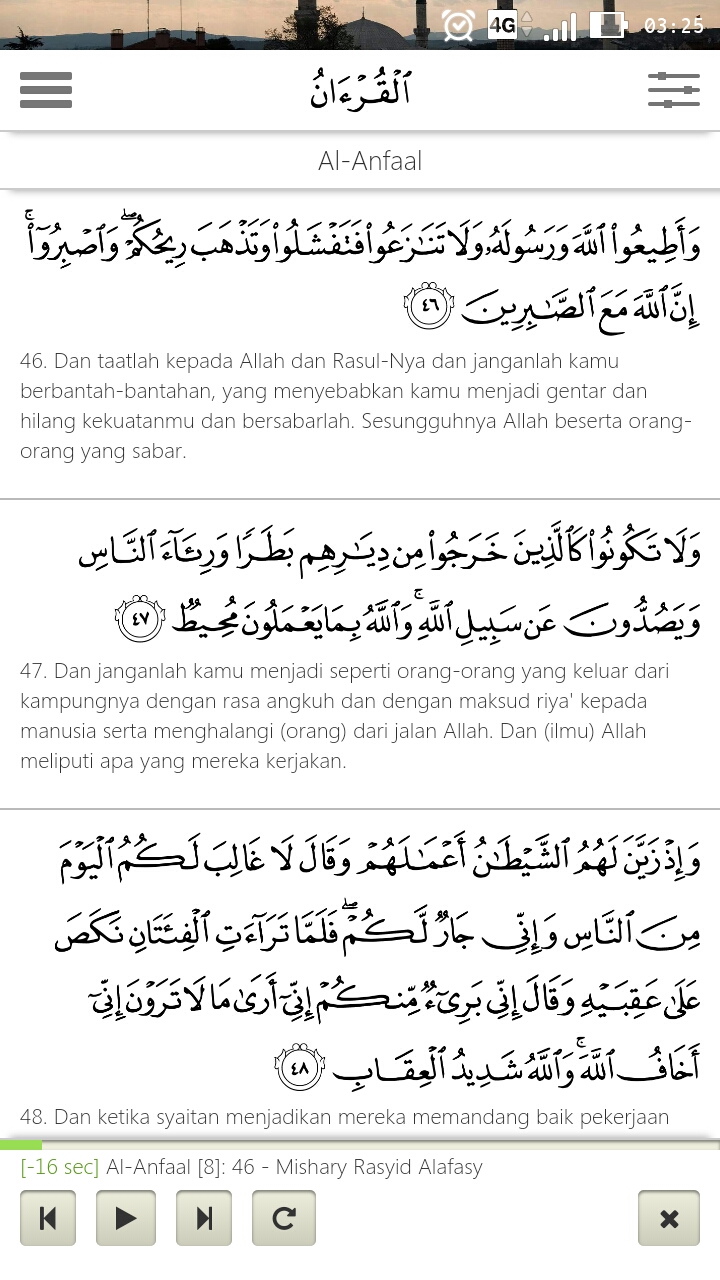 4G 03:25
ٱلۡقُرۡءَانُ
Al-Anfaal
وَأَطِيعُواْ ٱللَّهَ وَرَسُولَهُۥ وَلَا تَنَٰزَعُواْ فَتَفۡشَلُواْ وَتَذۡهَبَ رِيحُكُمۡۖ وَٱصۡبِرُوٓاْۚ
إِنَّ ٱللَّهَ مَعَ ٱلصَّٰبِرِينَ ٤٦
46. Dan taatlah kepada Allah dan Rasul-Nya dan janganlah kamu
berbantah-bantahan, yang menyebabkan kamu menjadi gentar dan
hilang kekuatanmu dan bersabarlah. Sesungguhnya Allah beserta orang-
orang yang sabar.
وَلَا تَكُونُواْ كَٱلَّذِينَ خَرَجُواْ مِن دِيَٰرِهِم بَطَرٗا وَرِئَآءَ ٱلنَّاسِ
وَيَصُدُّونَ عَن سَبِيلِ ٱللَّهِۚ وَٱللَّهُ بِمَا يَعۡمَلُونَ مُحِيطٞ ٤٧
47. Dan janganlah kamu menjadi seperti orang-orang yang keluar dari
kampungnya dengan rasa angkuh dan dengan maksud riya' kepada
manusia serta menghalangi (orang) dari jalan Allah. Dan (ilmu) Allah
meliputi apa yang mereka kerjakan.
وَإِذۡ زَيَّنَ لَهُمُ ٱلشَّيۡطَٰنُ أَعۡمَٰلَهُمۡ وَقَالَ لَا غَالِبَ لَكُمُ ٱلۡيَوۡمَ
مِنَ ٱلنَّاسِ وَإِنِّي جَارٞ لَّكُمۡۖ فَلَمَّا تَرَآءَتِ ٱلۡفِئَتَانِ نَكَصَ
عَلَىٰ عَقِبَيۡهِ وَقَالَ إِنِّي بَرِيٓءٞ مِّنكُمۡ إِنِّيٓ أَرَىٰ مَا لَا تَرَوۡنَ إِنِّيٓ
أَخَافُ ٱللَّهَۚ وَٱللَّهُ شَدِيدُ ٱلۡعِقَابِ ٤٨
48. Dan ketika syaitan menjadikan mereka memandang baik pekerjaan
[-16 sec] Al-Anfaal [8]: 46 - Mishary Rasyid Alafasy